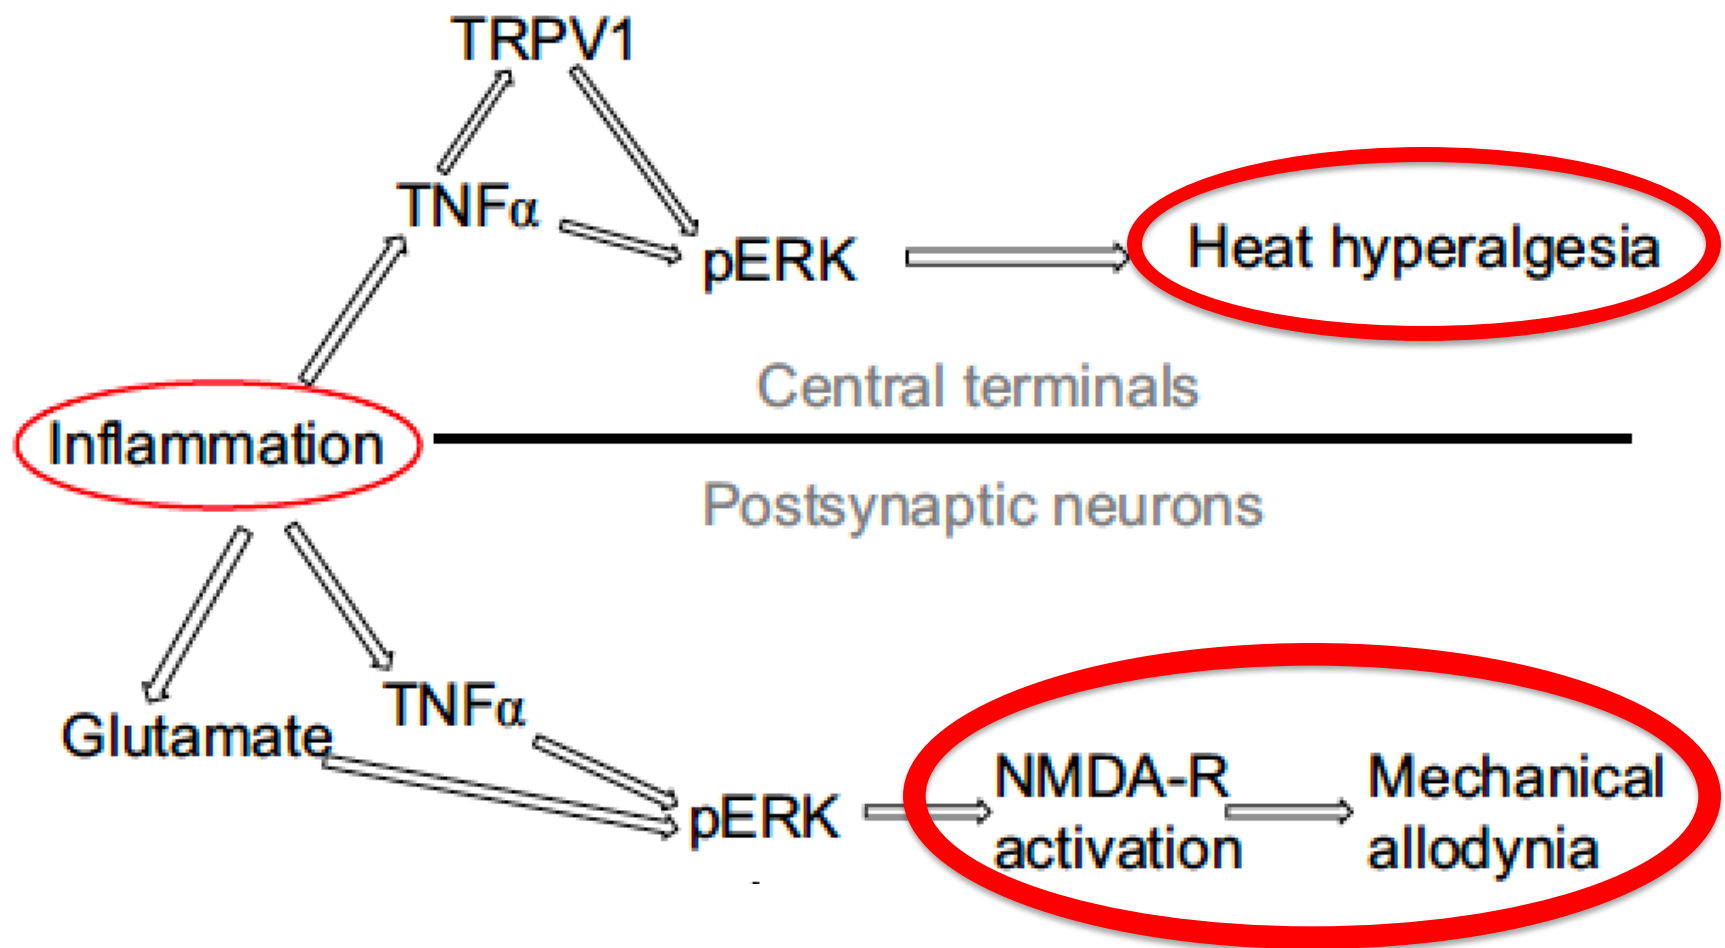 TRPV1
TNFα
pERK
Heat hyperalgesia
Central terminals
Inflammation
Postsynaptic neurons
Glutamate
TNFα
pERK
NMDA-R
activation
Mechanical
allodynia